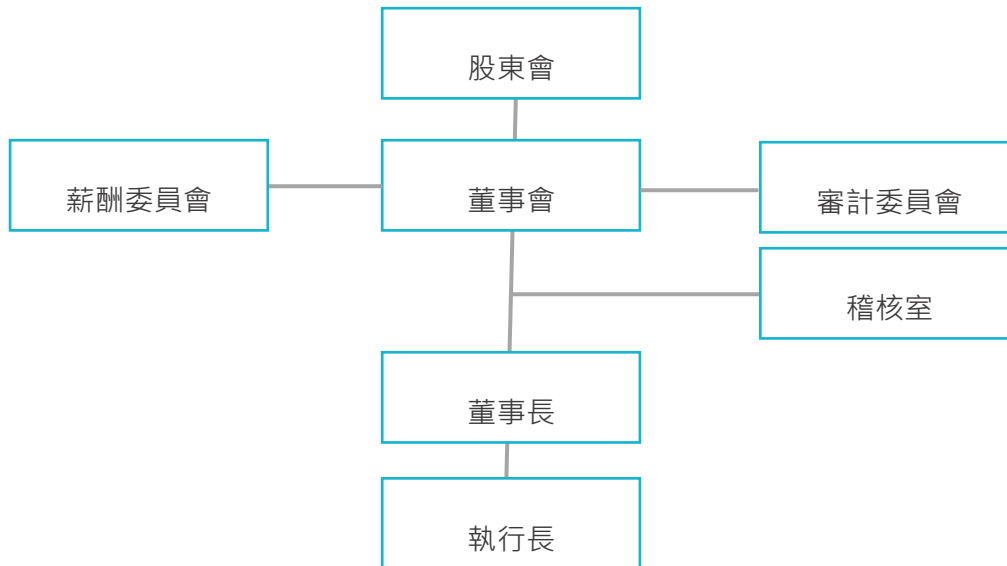 股東會
薪酬委員會
董事會
審計委員會
稽核室
董事長
執行長